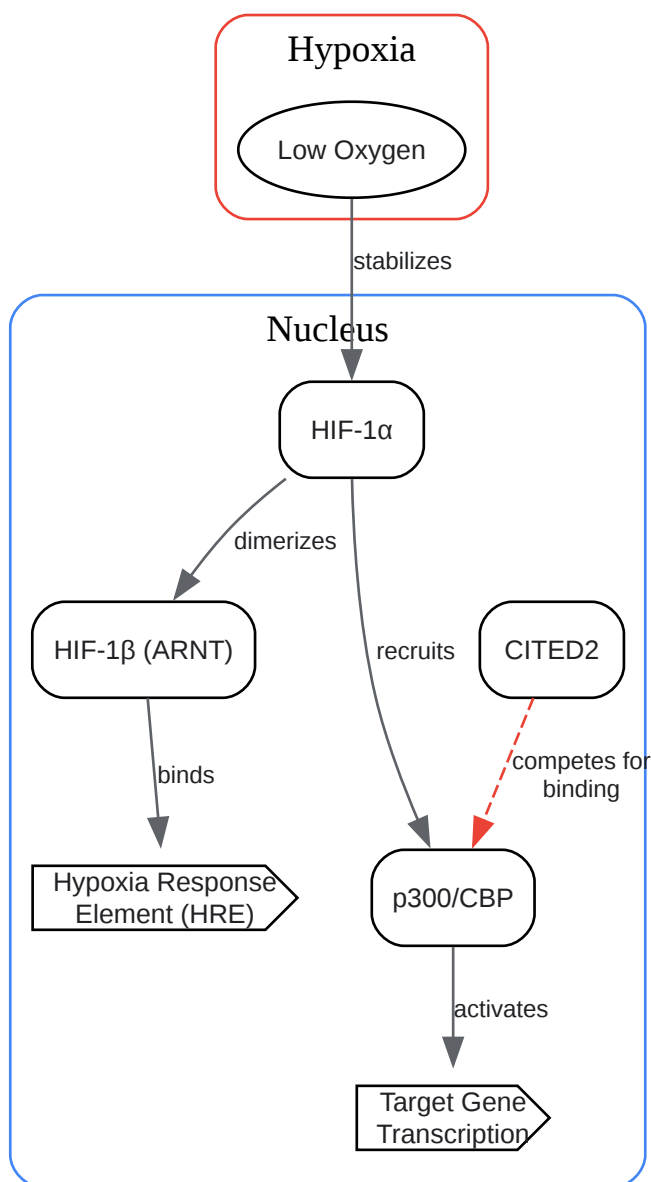 Hypoxia
Low Oxygen
stabilizes
Nucleus
HIF-1α
dimerizes
HIF-1β (ARNT)
recruits
CITED2
binds
competes for
binding
Hypoxia Response
Element (HRE)
p300/CBP
activates
Target Gene
Transcription